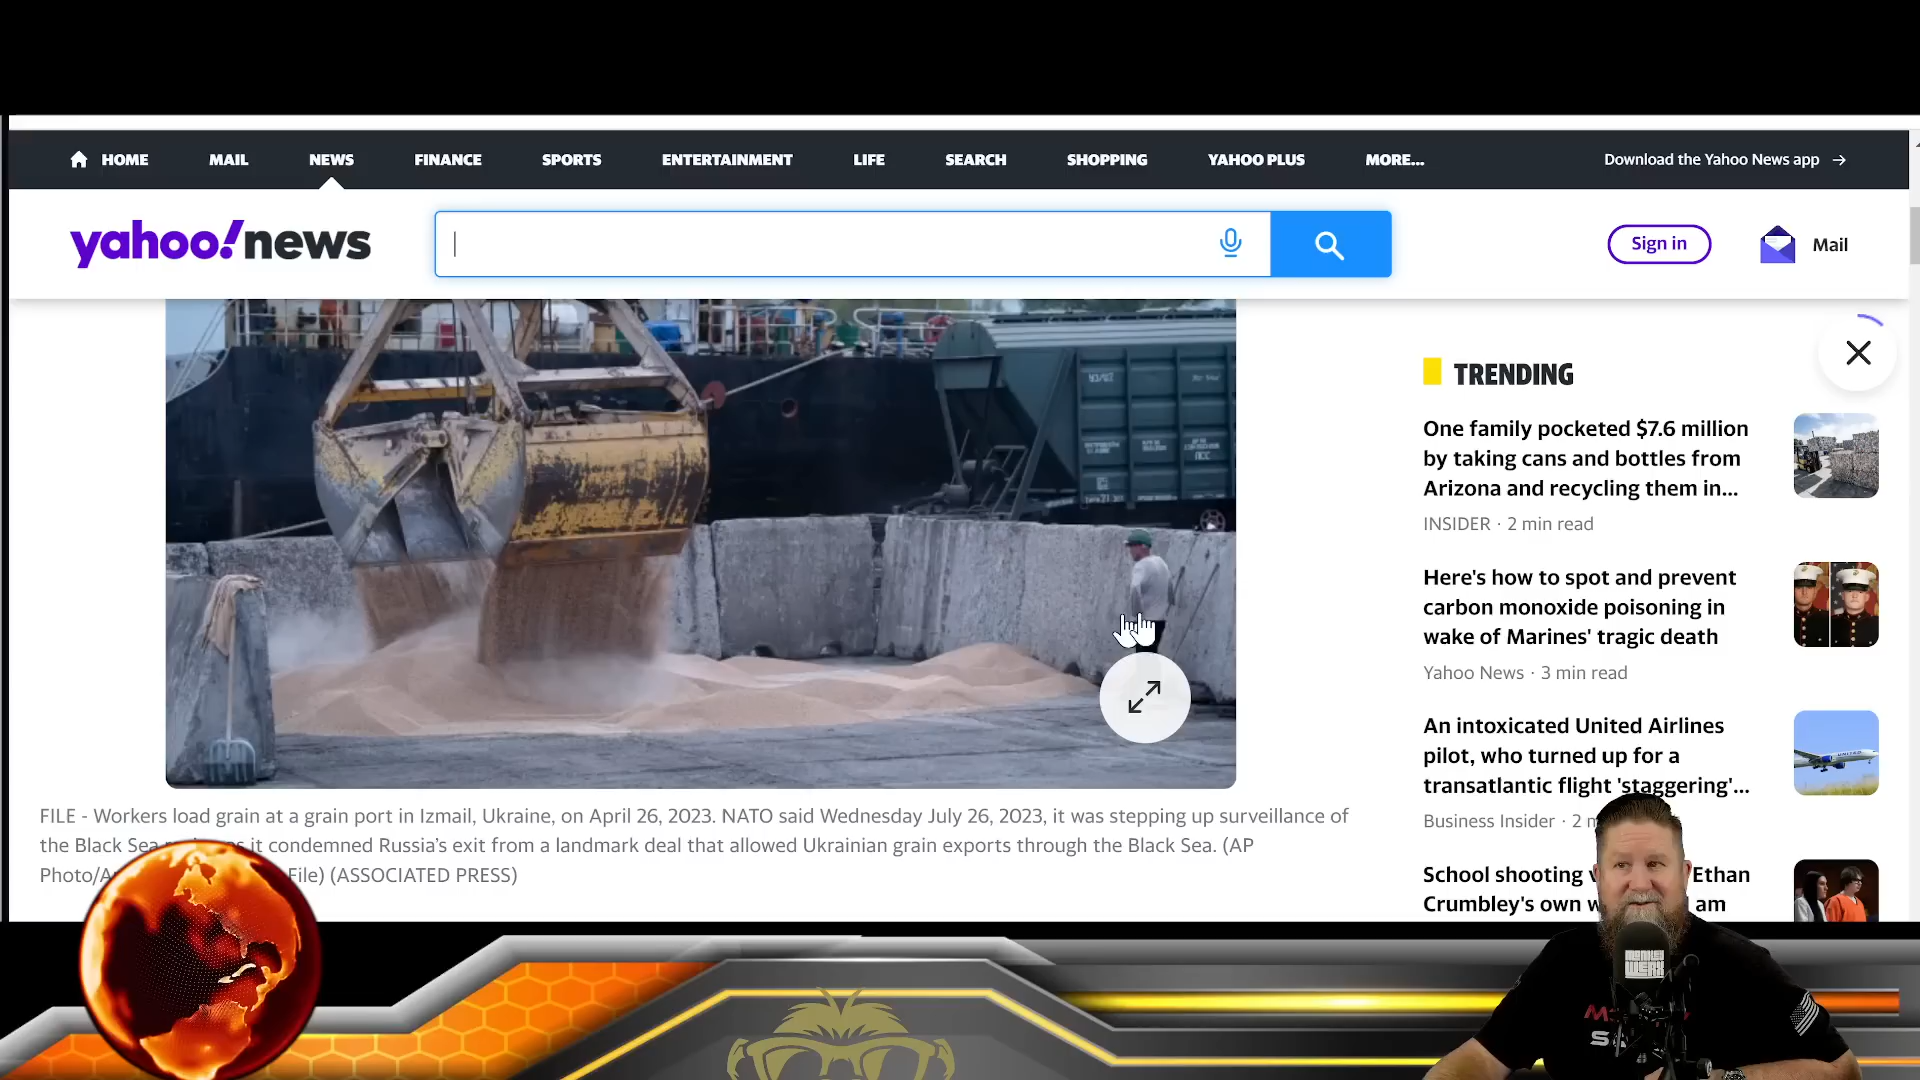 HOME MAIL NEWS FINANCE SPORTS ENTERTAINMENT LIFE SEARCH SHOPPING YAHOO PLUS MORE... Download the Yahoo News app →
yahoo!news
Sign in
Mail
TRENDING
One family pocketed $7.6 million
by taking cans and bottles from
Arizona and recycling them in...
INSIDER · 2 min read
Here's how to spot and prevent
carbon monoxide poisoning in
wake of Marines' tragic death
Yahoo News · 3 min read
An intoxicated United Airlines
pilot, who turned up for a
transatlantic flight 'staggering'...
Business Insider · 2
School shooting Ethan
Crumbley's own am
FILE - Workers load grain at a grain port in Izmail, Ukraine, on April 26, 2023. NATO said Wednesday July 26, 2023, it was stepping up surveillance of
the Black Sea it condemned Russia's exit from a landmark deal that allowed Ukrainian grain exports through the Black Sea. (AP
Photo/ File) (ASSOCIATED PRESS)